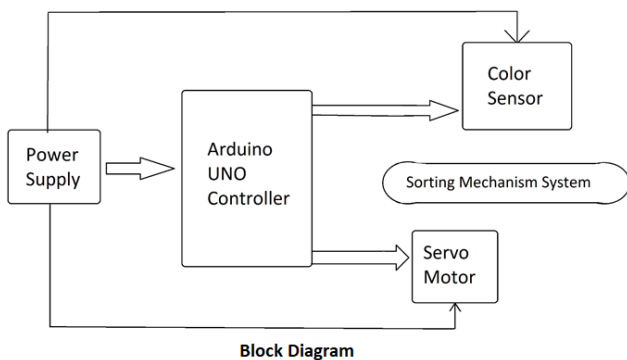 Color
Sensor
Power
Supply
Arduino
UNO
Controller
Sorting Mechanism System
Servo
Motor
Block Diagram